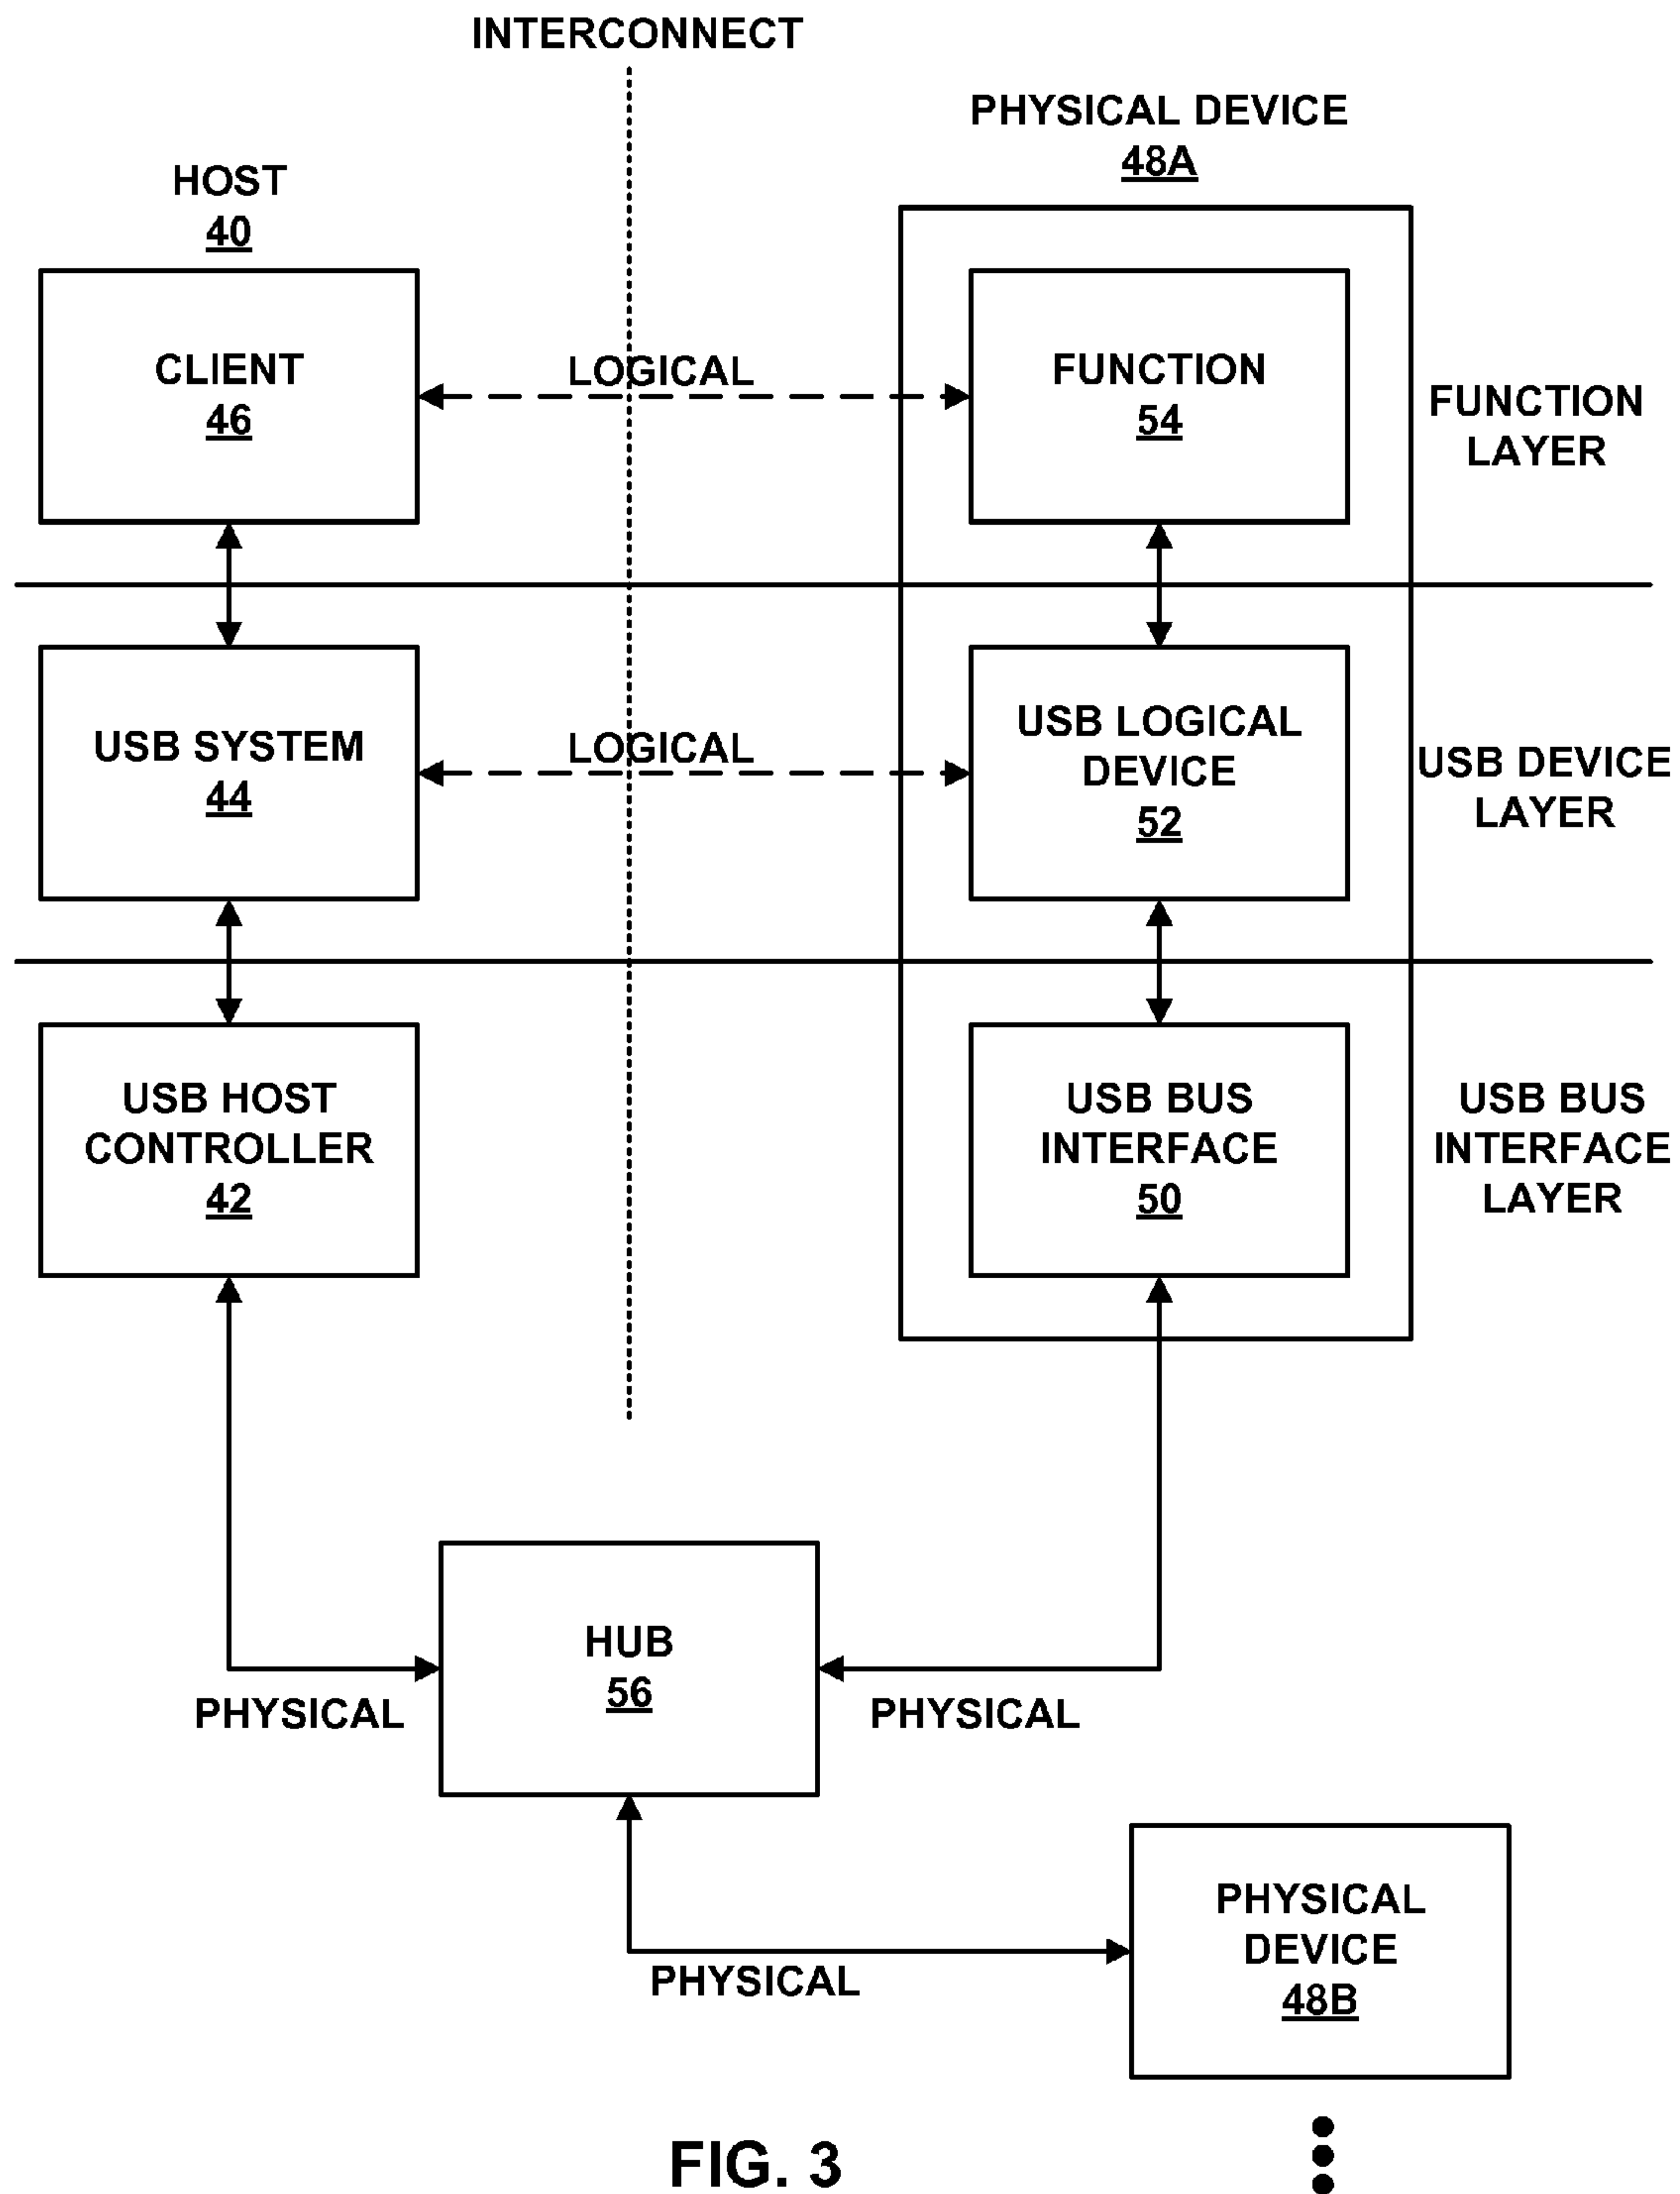 INTERCONNECT
PHYSICAL DEVICE
48A
HOST
40
CLIENT
46
LOGICAL
FUNCTION
54
FUNCTION
LAYER
USB SYSTEM
44
LOGICAL
USB LOGICAL
DEVICE
52
USB DEVICE
LAYER
USB HOST
CONTROLLER
42
USB BUS
INTERFACE
50
USB BUS
INTERFACE
LAYER
HUB
56
PHYSICAL
PHYSICAL
PHYSICAL
PHYSICAL
DEVICE
48B
FIG. 3